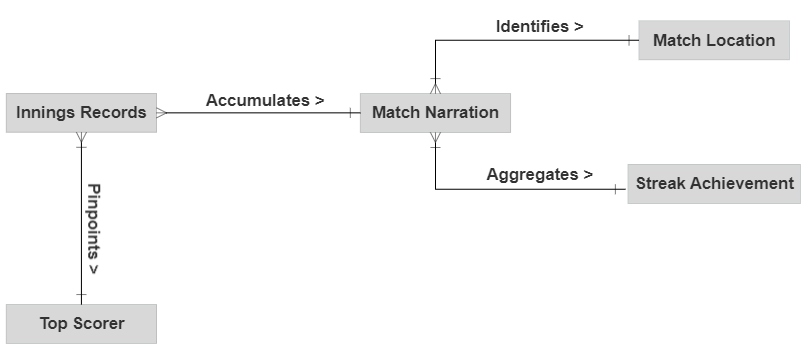 Identifies >
Match Location
Innings Records
Accumulates >
Match Narration
Aggregates >
Streak Achievement
Pinpoints >
Top Scorer